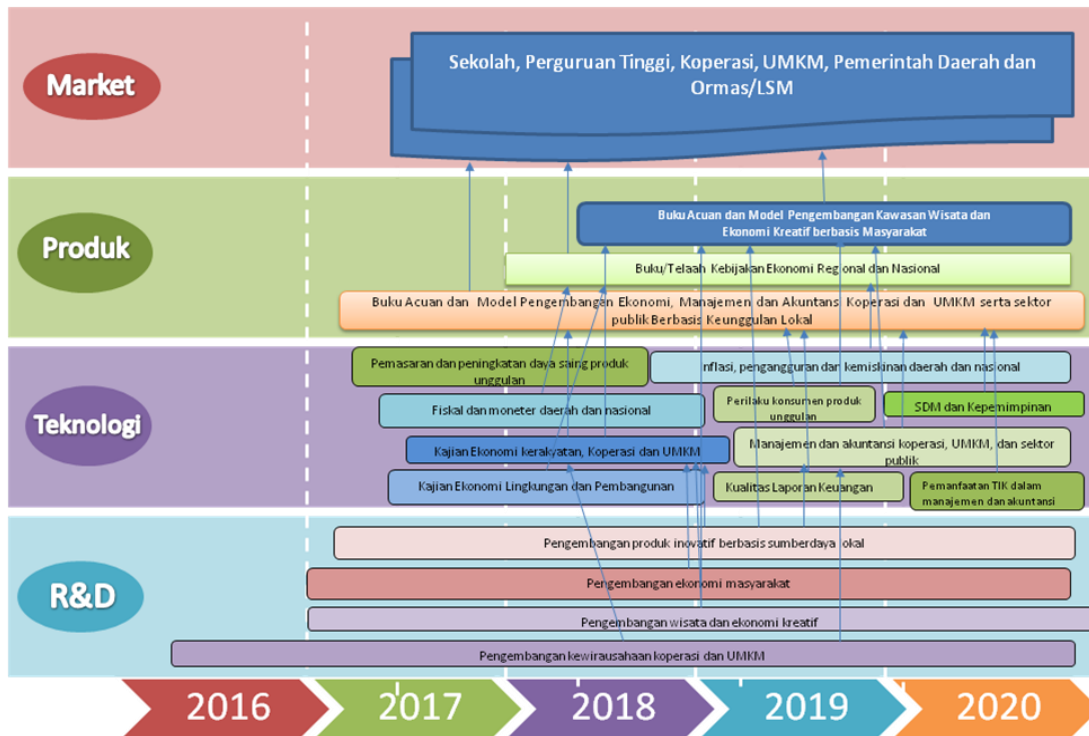 Market
Sekolah, Perguruan Tinggi, Koperasi, UMKM, Pemerintah Daerah dan
Ormas/LSM
Produk
Buku Acuan dan Model Pengembangan Kawasan Wisata dan
Ekonomi Kreatif berbasis Masyarakat
Buku/Telaah Kebijakan Ekonomi Regional dan Nasional
Buku Acuan dan Model Pengembangan Ekonomi, Manajemen dan Akuntansi Koperasi dan UMKM serta sektor
publik Berbasis Keunggulan Lokal
Teknologi
Pemasaran dan peningkatan daya saing produk
unggulan
Inflasi, pengangguran dan kemiskinan daerah dan nasional
Fiskal dan moneter daerah dan nasional
Perilaku konsumen produk
unggulan
SDM dan Kepemimpinan
Kajian Ekonomi kerakyatan, Koperasi dan UMKM
Manajemen dan akuntansi koperasi, UMKM, dan sektor
publik
Kajian Ekonomi Lingkungan dan Pembangunan
Kualitas Laporan Keuangan
Pemanfaatan TIK dalam
manajemen dan akuntansi
R&D
Pengembangan produk inovatif berbasis sumberdaya lokal
Pengembangan ekonomi masyarakat
Pengembangan wisata dan ekonomi kreatif
Pengembangan kewirausahaan koperasi dan UMKM
2016
2017
2018
2019
2020